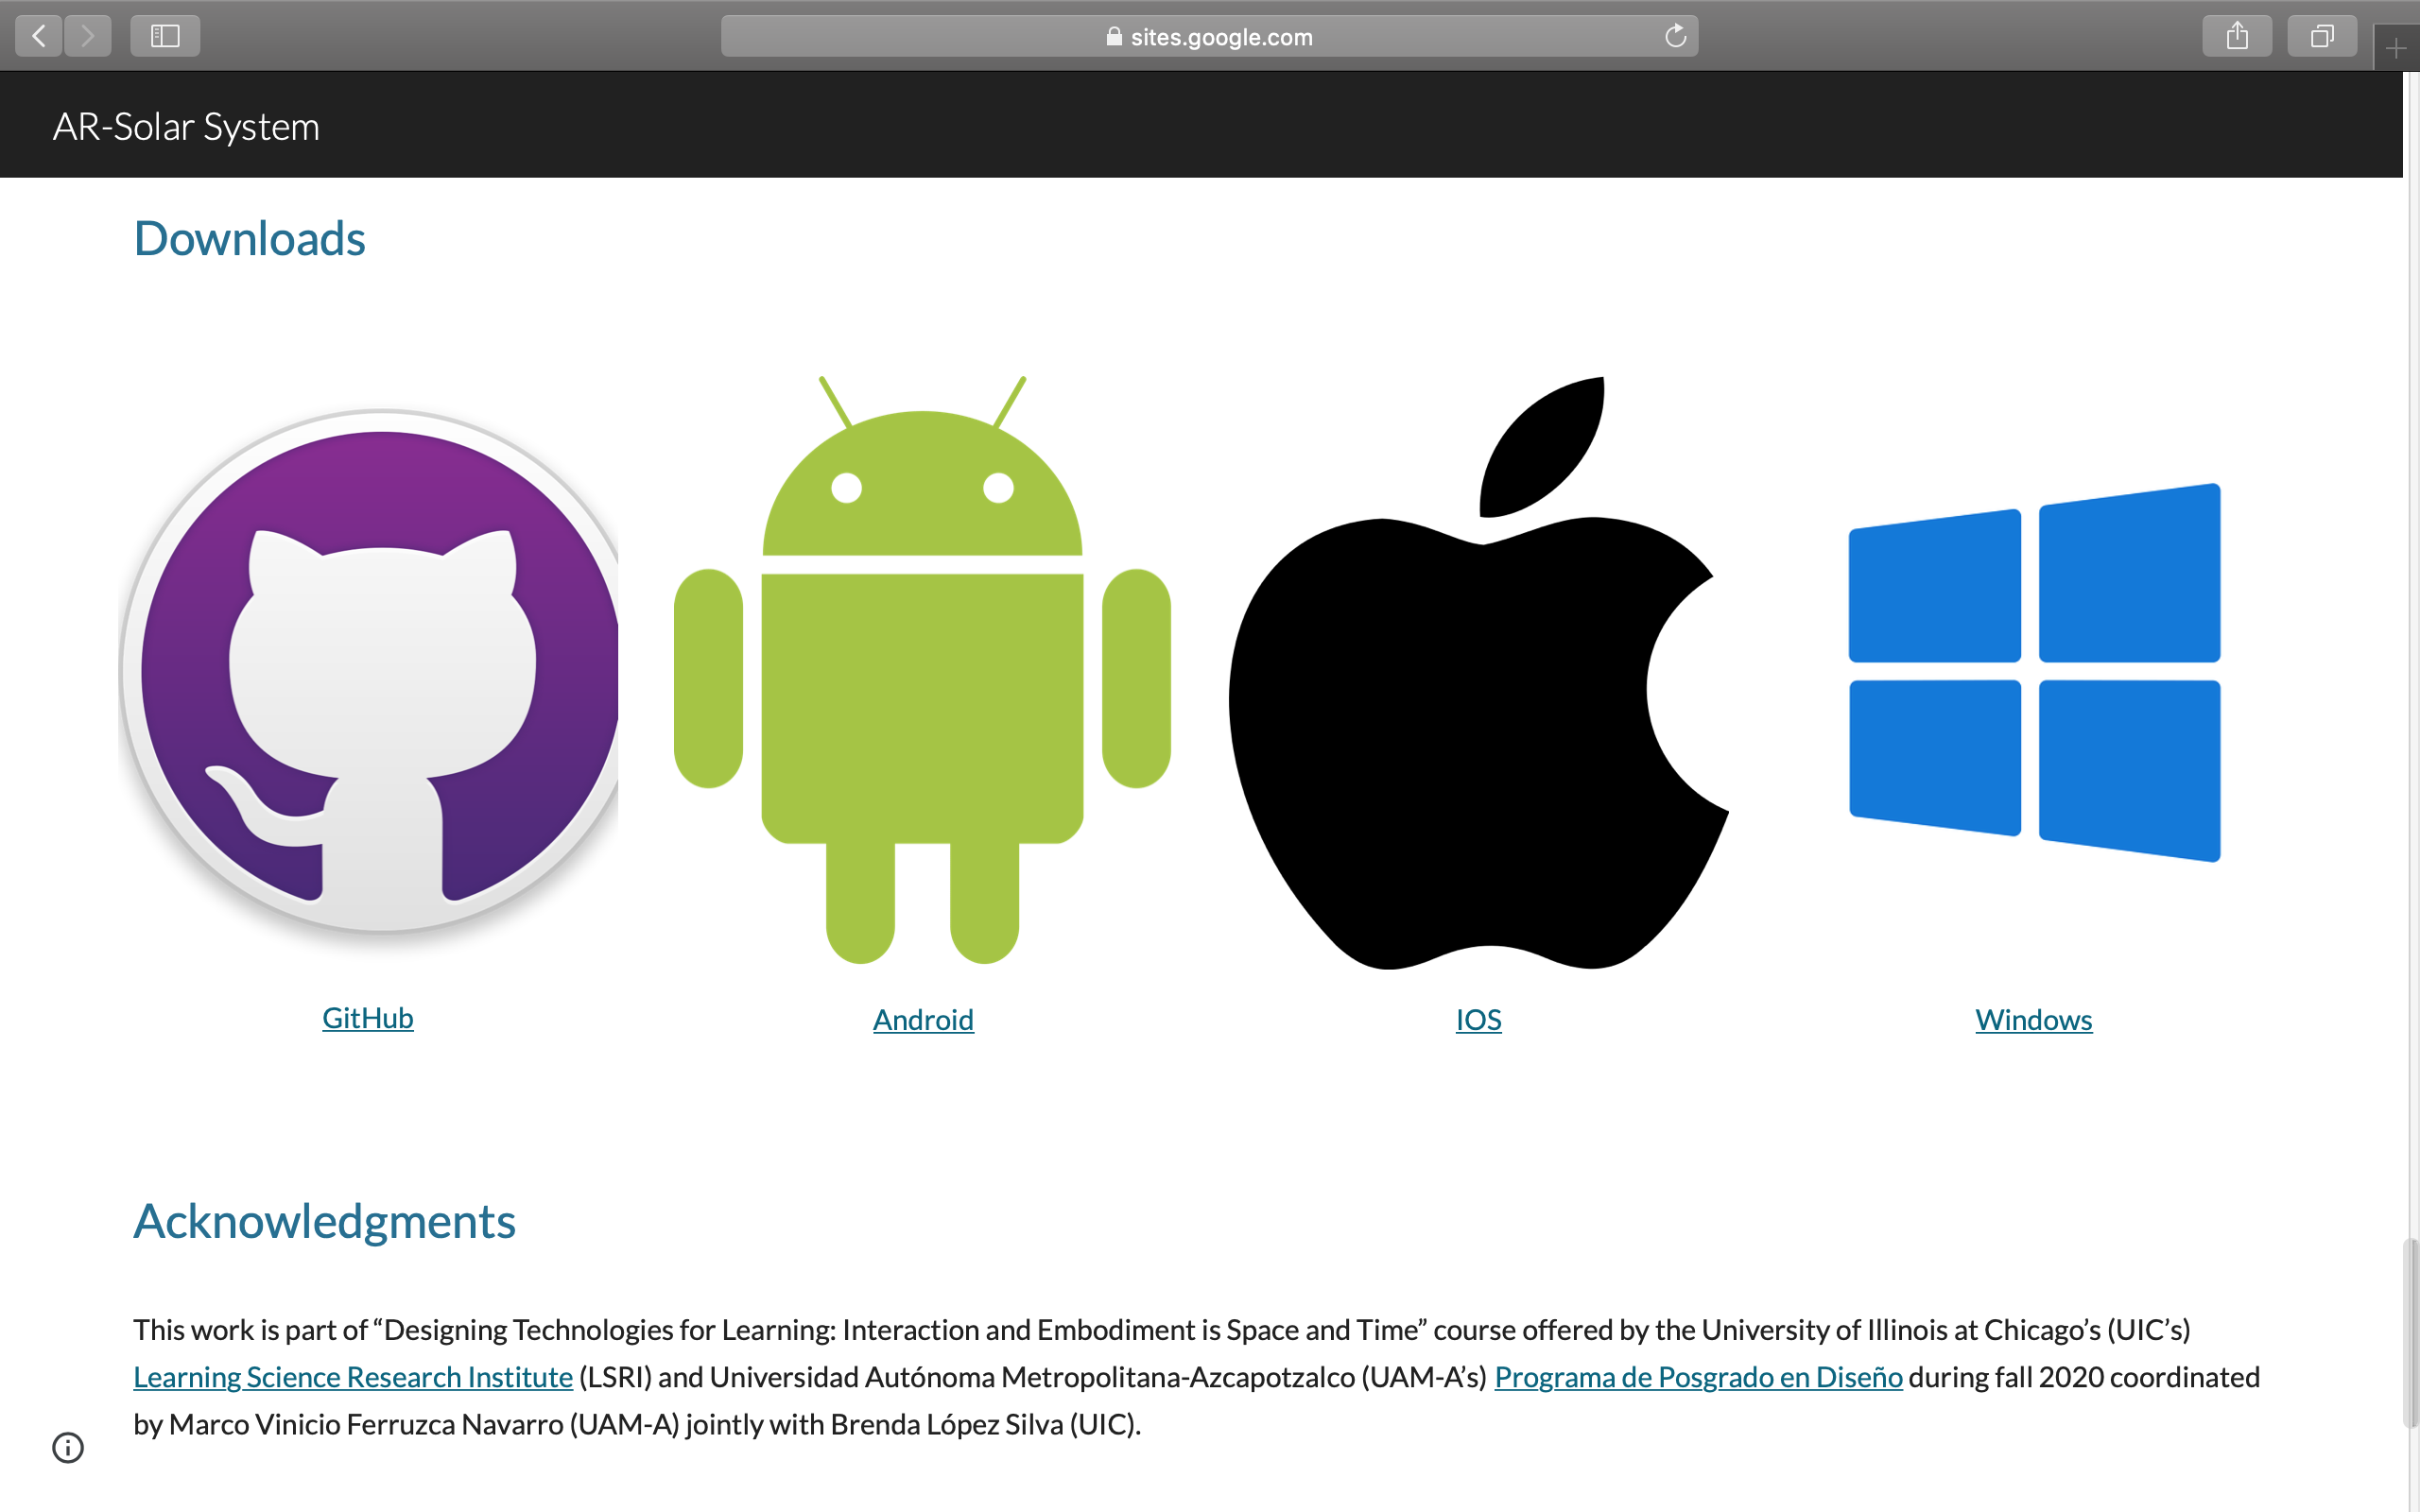 sites.google.com
AR-Solar System
Downloads
GitHub
Android
IOS
Windows
Acknowledgments
This work is part of “Designing Technologies for Learning: Interaction and Embodiment is Space and Time” course offered by the University of Illinois at Chicago’s (UIC’s)
Learning Science Research Institute (LSRI) and Universidad Autónoma Metropolitana-Azcapotzalco (UAM-A’s) Programa de Posgrado en Diseño during fall 2020 coordinated
by Marco Vinicio Ferruzca Navarro (UAM-A) jointly with Brenda López Silva (UIC).